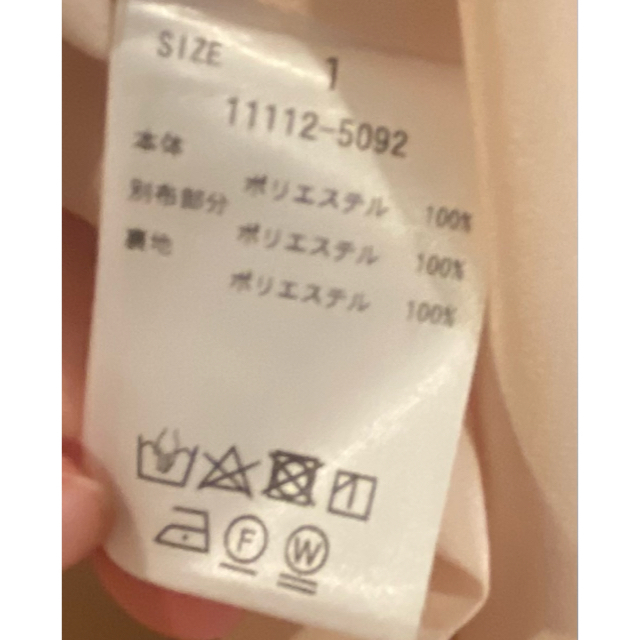 SIZE 1
11112-5092
本体 ポリエステル 100%
別布部分 ポリエステル 100%
裏地 ポリエステル 100%
F W